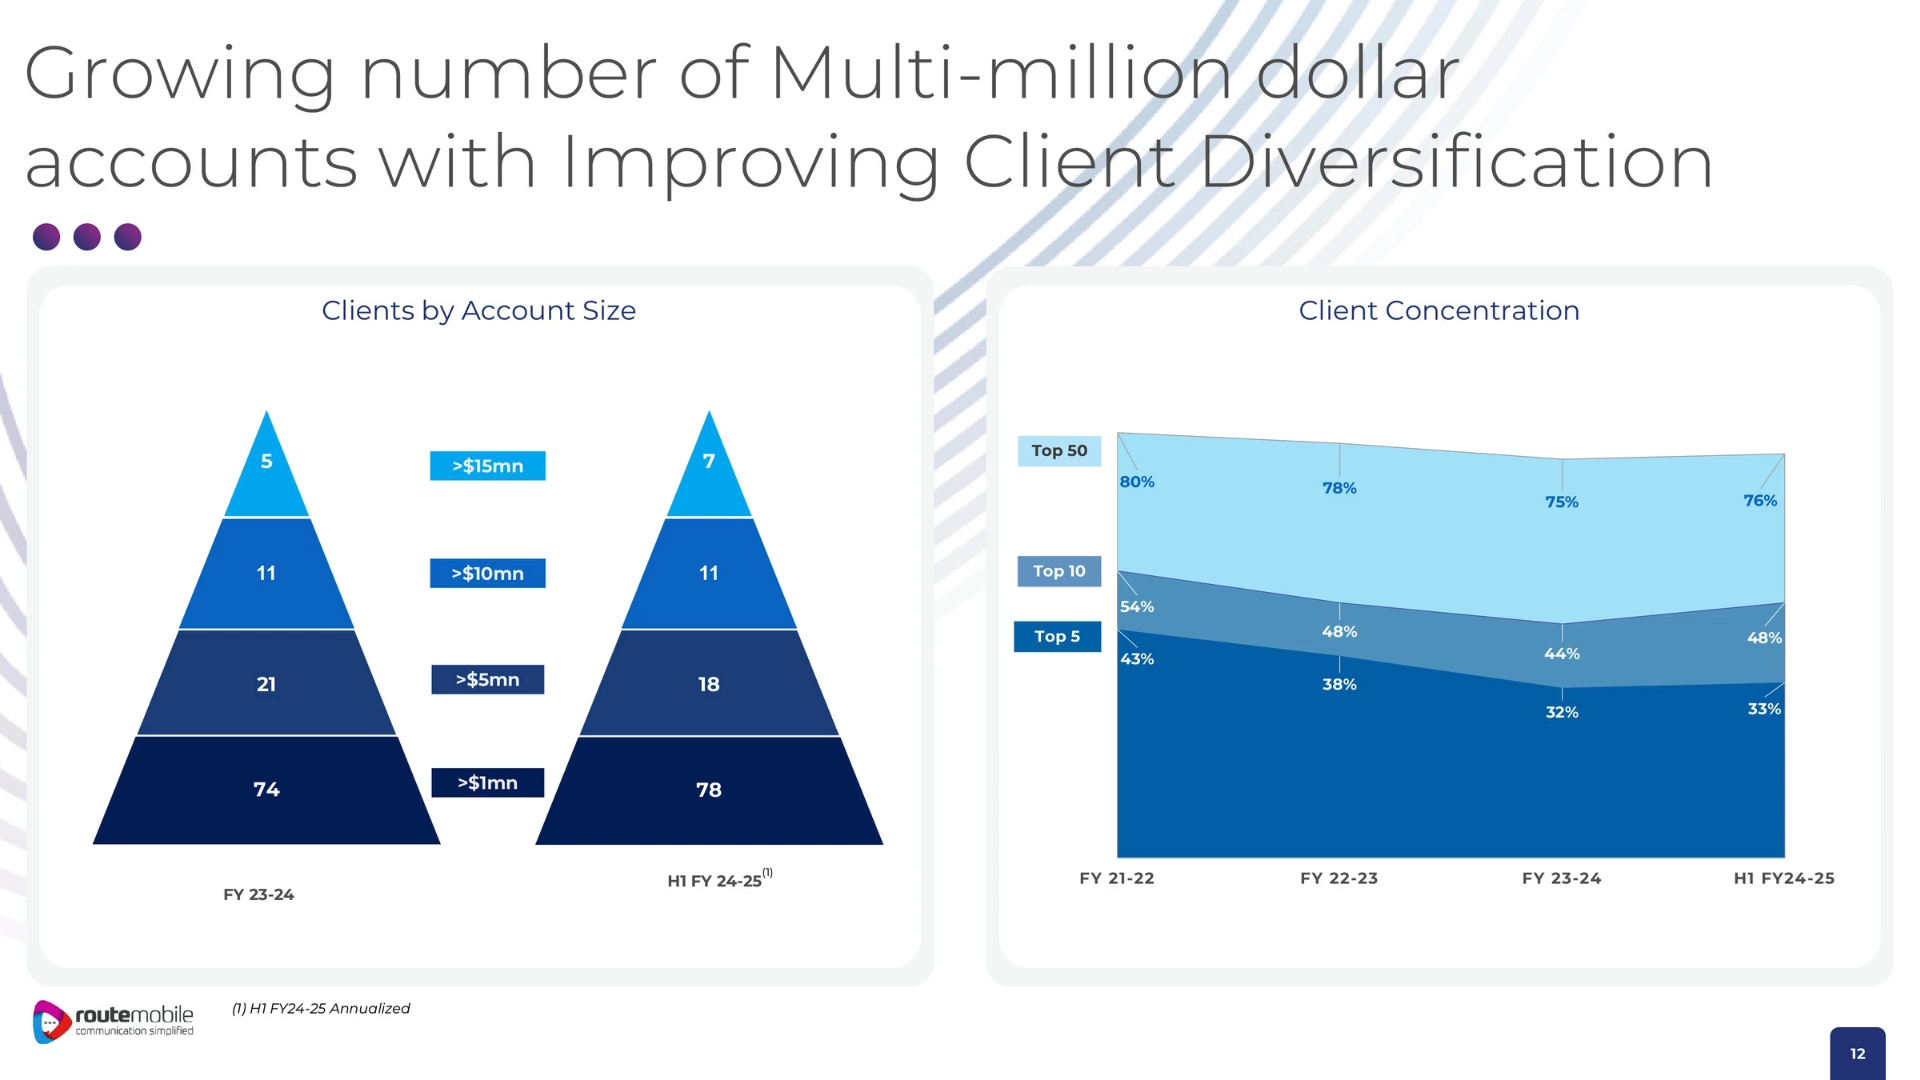 Growing number of Multi-million dollar
accounts with Improving Client Diversification
Clients by Account Size
5
>$15mn
7
11
>$10mn
11
21
>$5mn
18
74
>$1mn
78
FY 23-24
H1 FY 24-25(1)
Client Concentration
Top 50
80%
78%
75%
76%
Top 10
54%
48%
44%
48%
Top 5
43%
38%
32%
33%
FY 21-22
FY 22-23
FY 23-24
H1 FY24-25
routemobile
communication simplified
(1) H1 FY24-25 Annualized
12